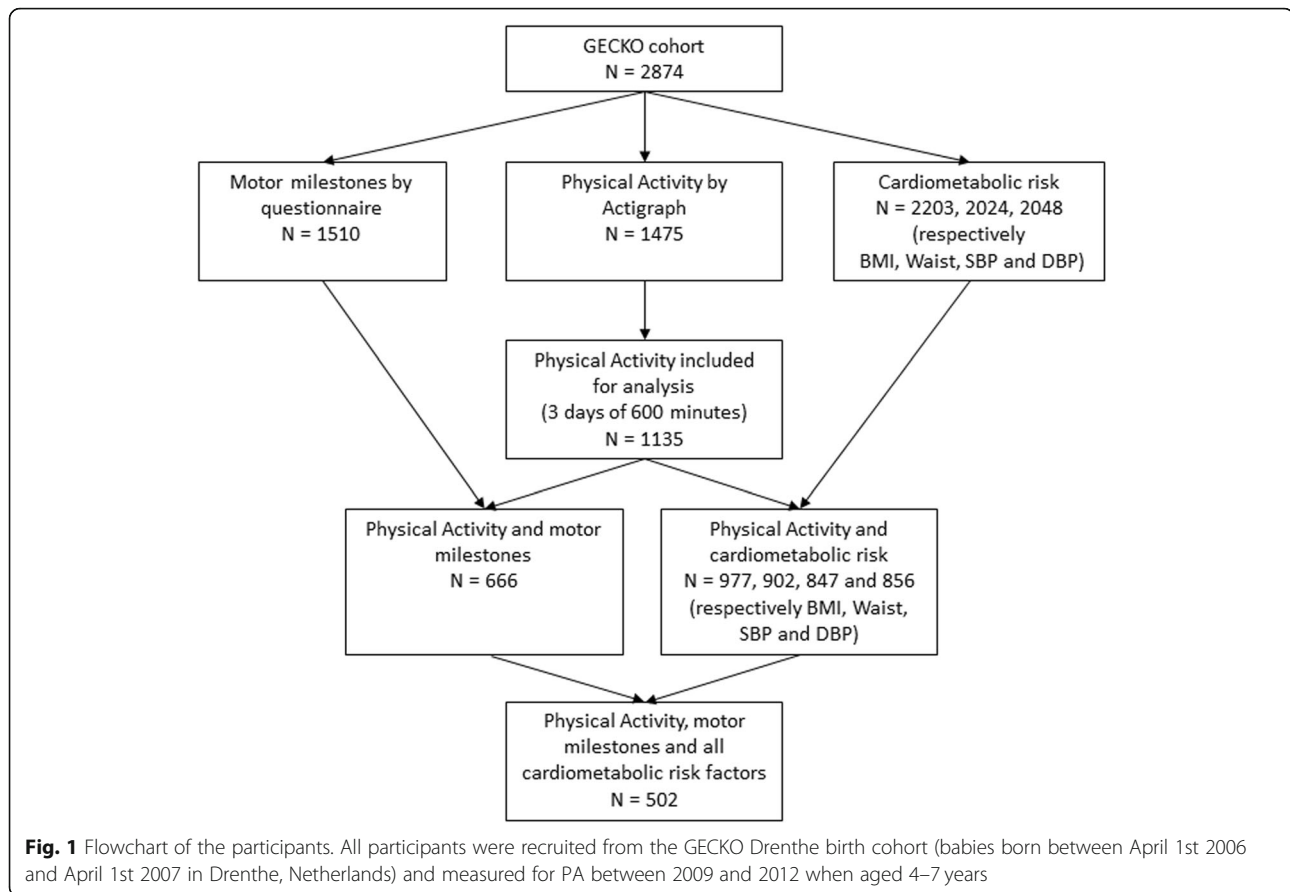 GECKO cohort
N = 2874
Motor milestones by
questionnaire
N = 1510
Physical Activity by
Actigraph
N = 1475
Cardiometabolic risk
N = 2203, 2024, 2048
(respectively
BMI, Waist, SBP and DBP)
Physical Activity included
for analysis
(3 days of 600 minutes)
N = 1135
Physical Activity and motor
milestones
N = 666
Physical Activity and
cardiometabolic risk
N = 977, 902, 847 and 856
(respectively BMI, Waist,
SBP and DBP)
Physical Activity, motor
milestones and all
cardiometabolic risk factors
N = 502
Fig. 1 Flowchart of the participants. All participants were recruited from the GECKO Drenthe birth cohort (babies born between April 1st 2006
and April 1st 2007 in Drenthe, Netherlands) and measured for PA between 2009 and 2012 when aged 4–7 years